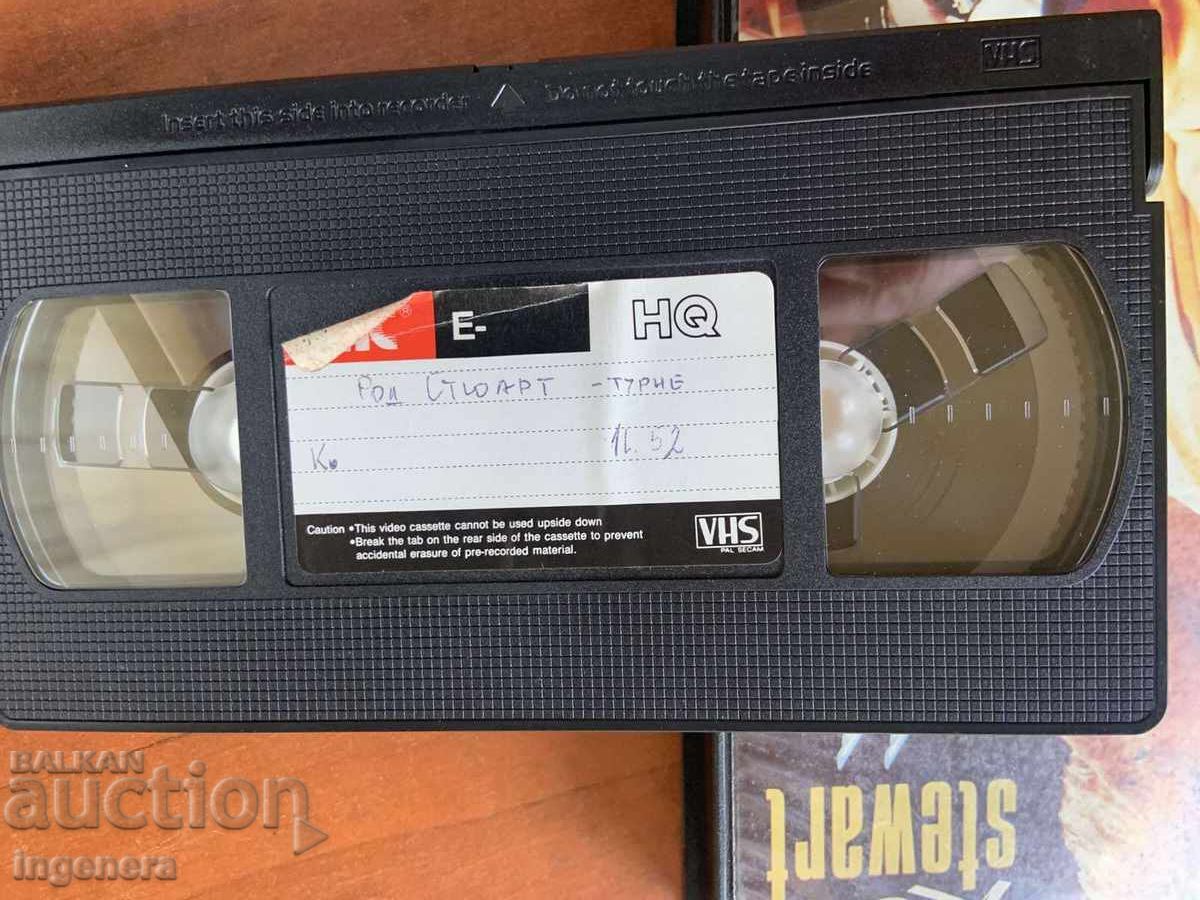 Insert this side into recorder Do not touch the tape inside VHS
E- HQ
Род Стюарт - турне
К. 1ч. 52
Caution •This video cassette cannot be used upside down
•Break the tab on the rear side of the cassette to prevent
accidental erasure of pre-recorded material.
VHS
PAL SECAM
BALKAN
auction
ingenera
stewart